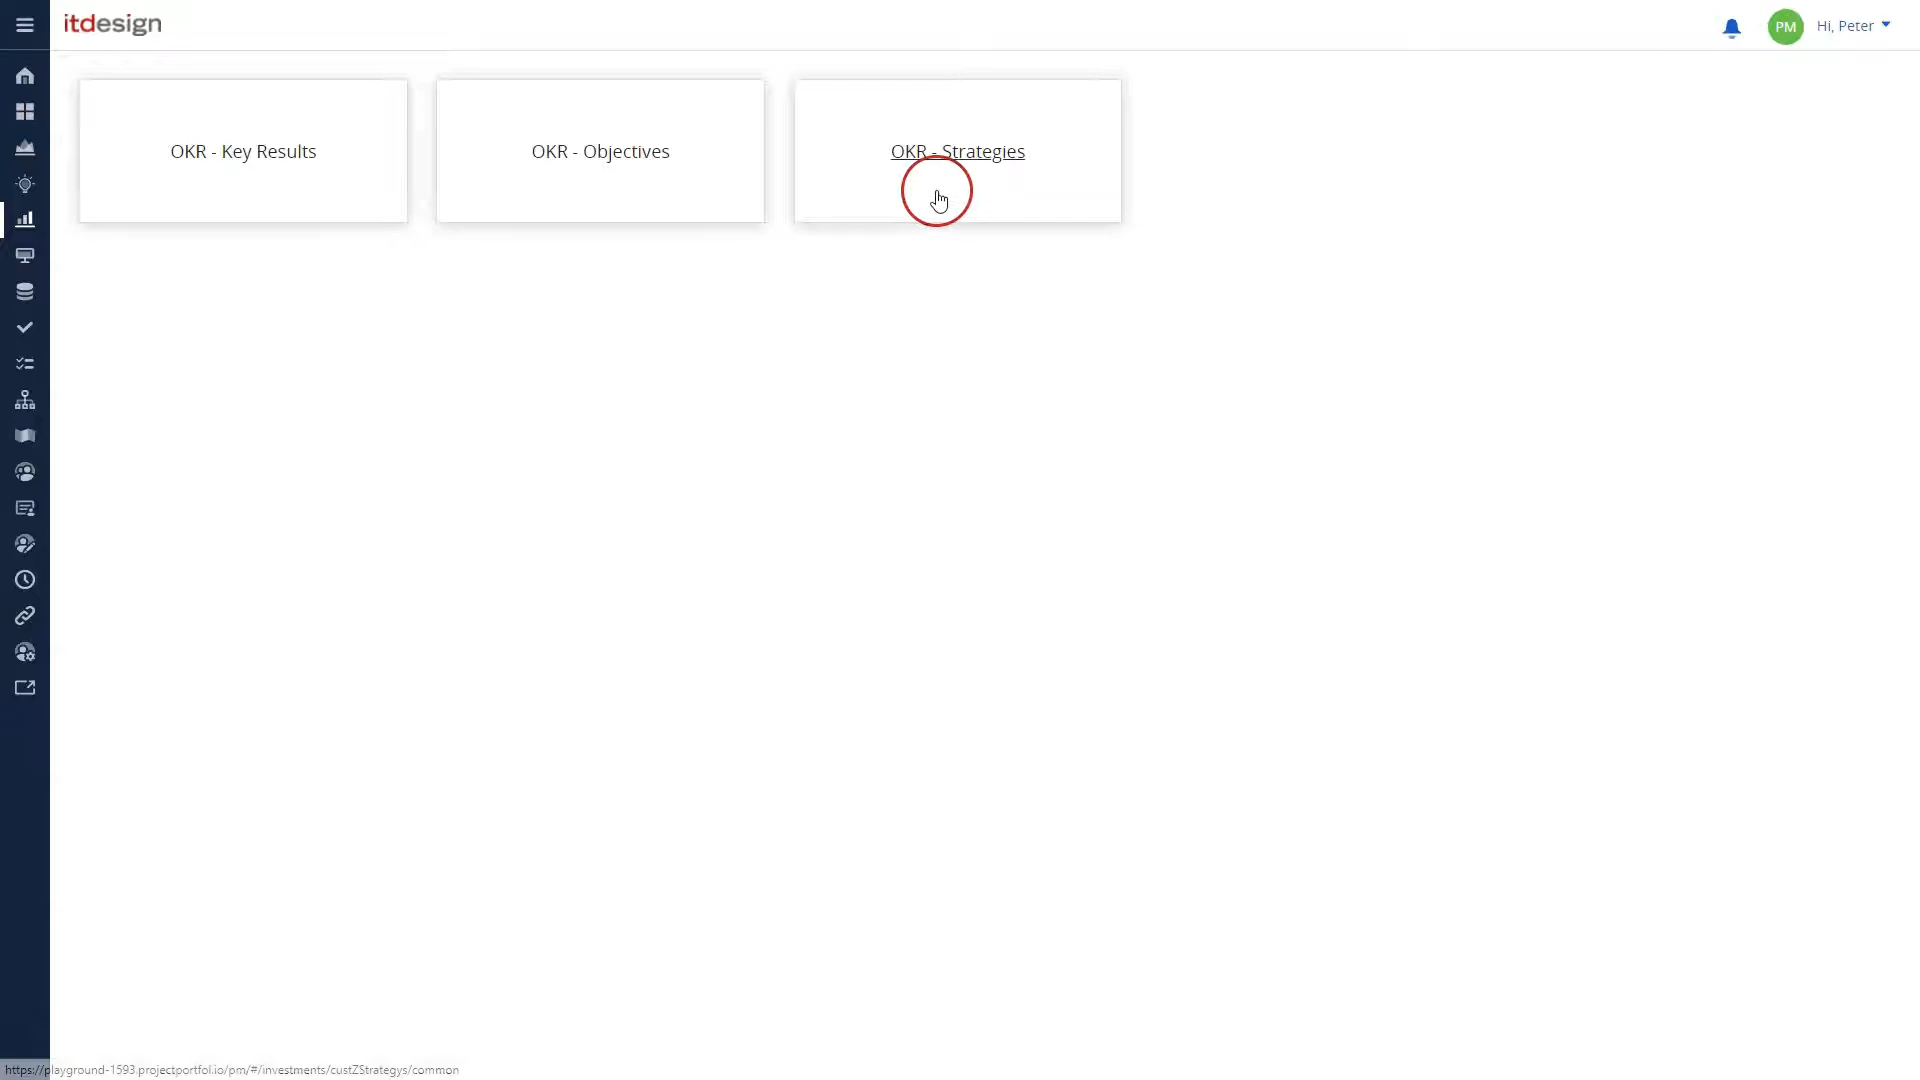 itdesign
PM
Hi, Peter
OKR - Key Results
OKR - Objectives
OKR - Strategies
https://playground-1593.projectportfol.io/pm/#/investments/custZStrategys/common